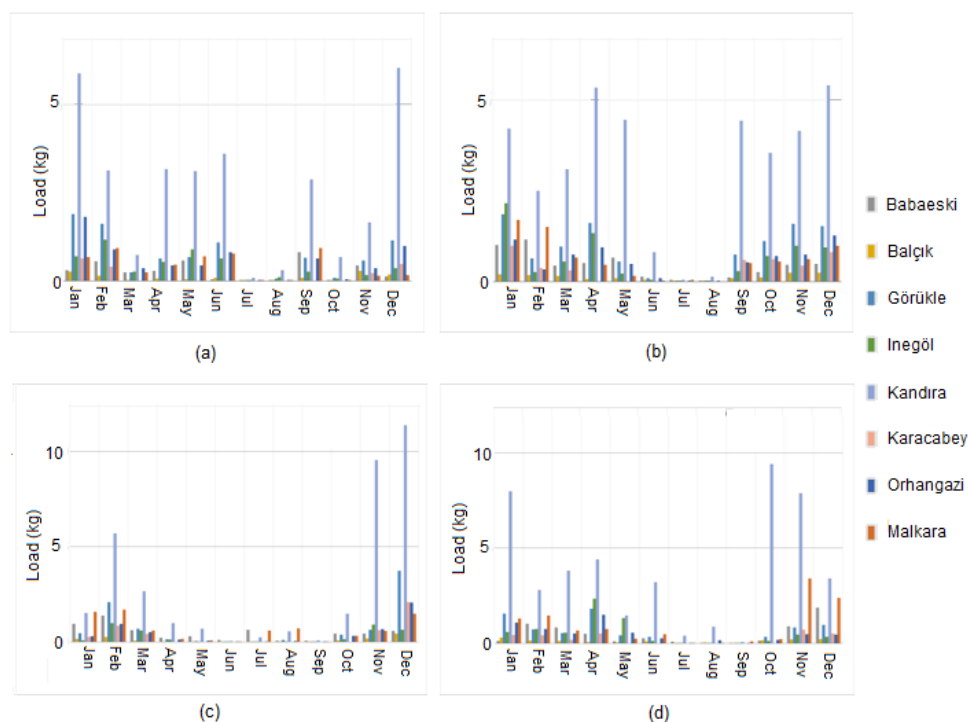 Load (kg)
5
0
Jan Feb Mar Apr May Jun Jul Aug Sep Oct Nov Dec
(a)
Load (kg)
5
0
Jan Feb Mar Apr May Jun Jul Aug Sep Oct Nov Dec
(b)
Babaeski
Balçık
Görükle
Inegöl
Kandıra
Karacabey
Orhangazi
Malkara
Load (kg)
10
5
0
Jan Feb Mar Apr May Jun Jul Aug Sep Oct Nov Dec
(c)
Load (kg)
10
5
0
Jan Feb Mar Apr May Jun Jul Aug Sep Oct Nov Dec
(d)